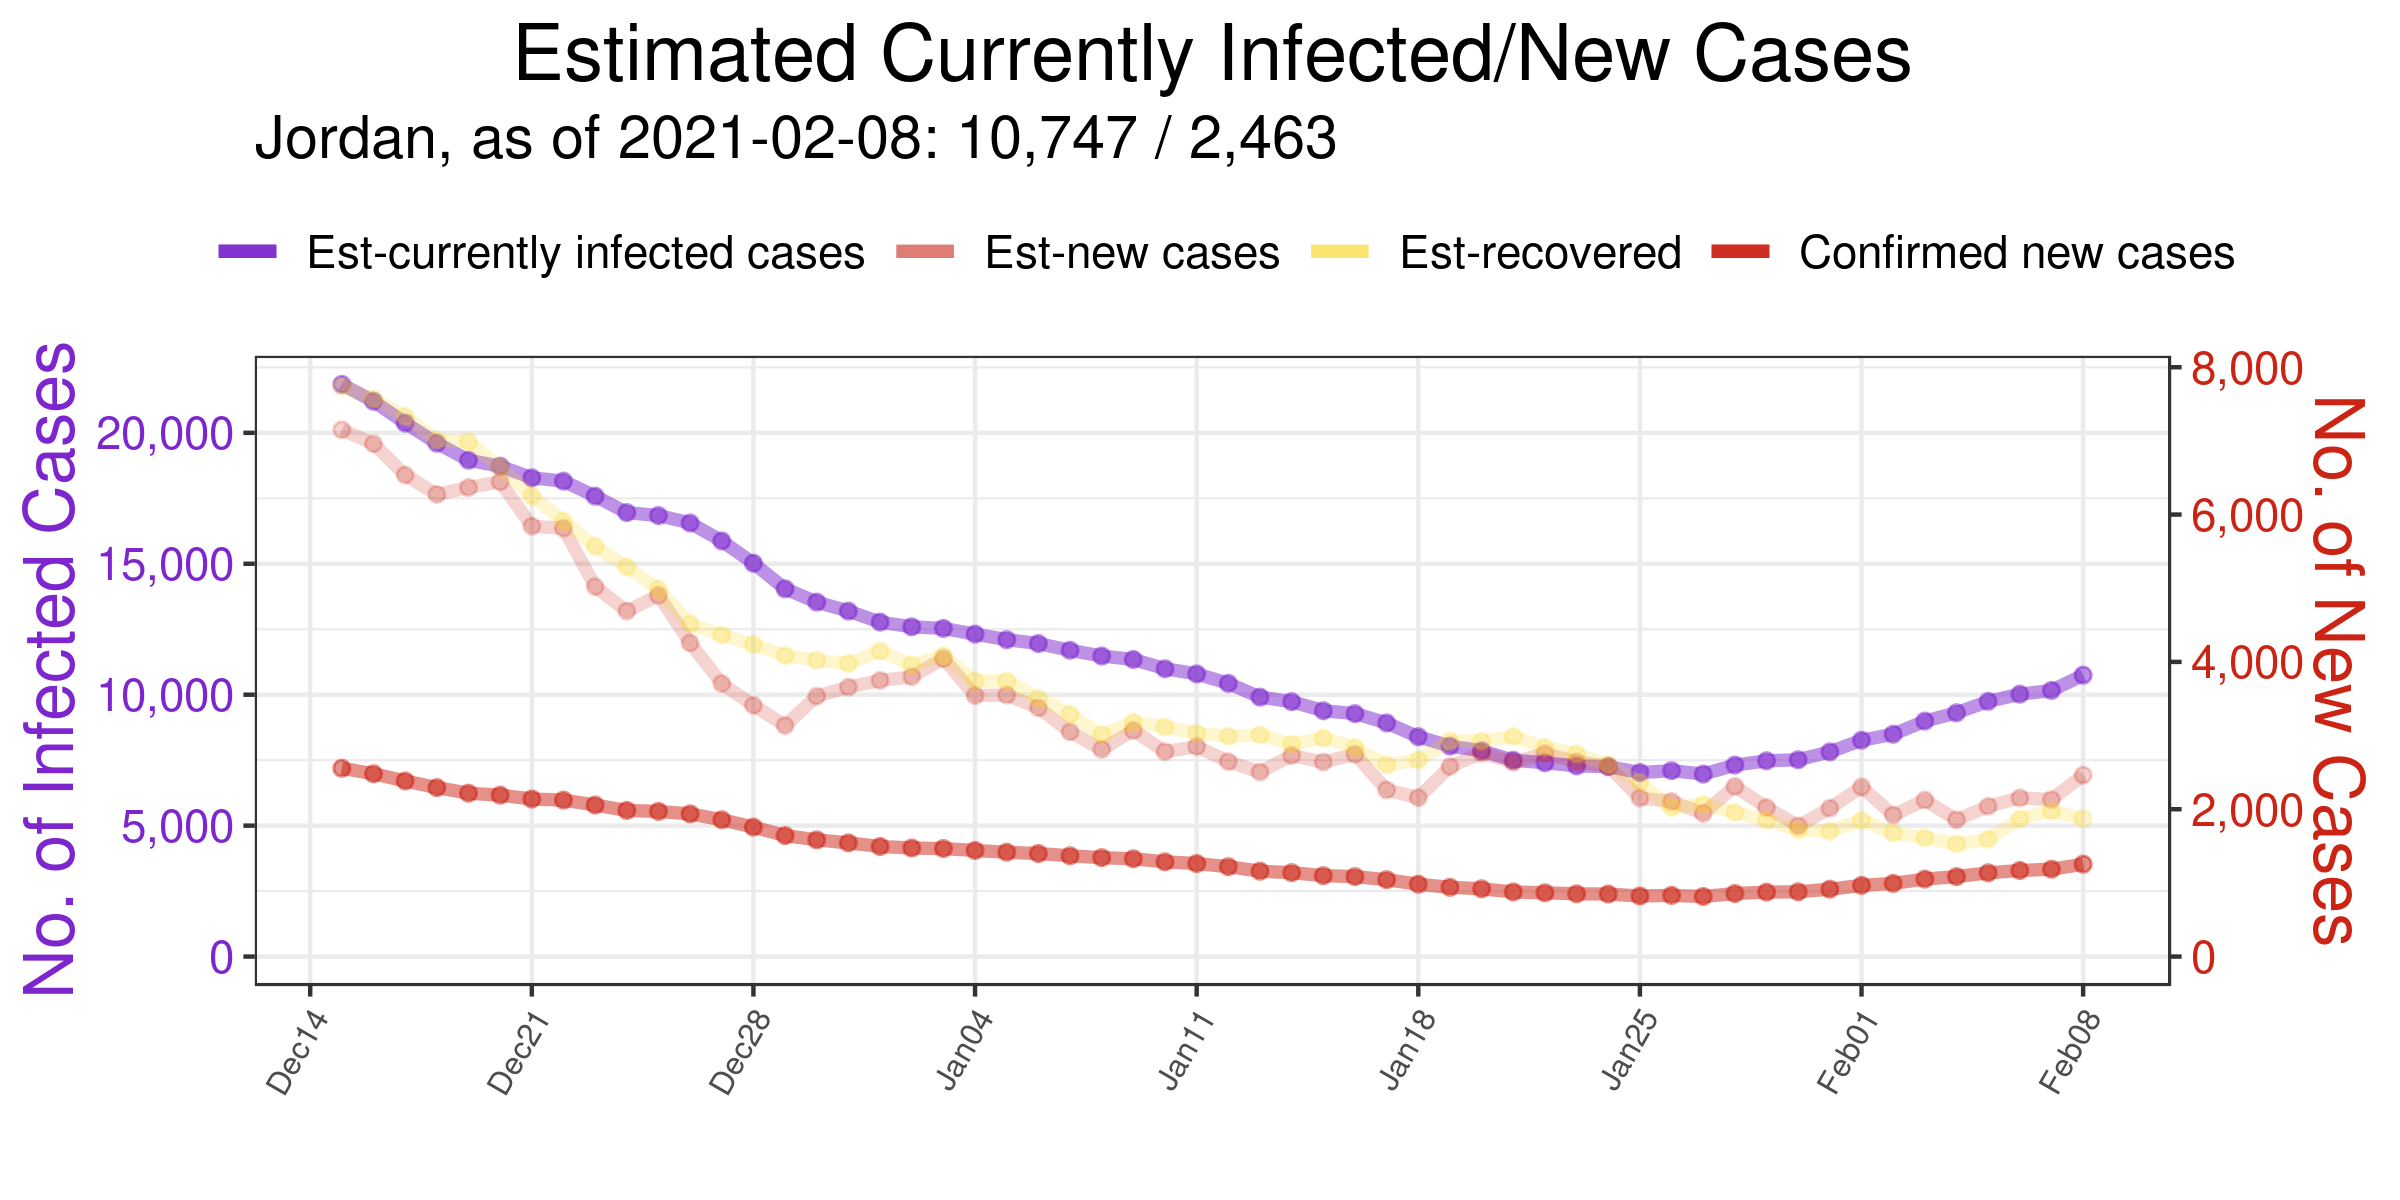 Estimated Currently Infected/New Cases
Jordan, as of 2021-02-08: 10,747 / 2,463
Est-currently infected cases Est-new cases Est-recovered Confirmed new cases
No. of Infected Cases
20,000
15,000
10,000
5,000
0
8,000
6,000
4,000
2,000
0
No. of New Cases
Dec14 Dec21 Dec28 Jan04 Jan11 Jan18 Jan25 Feb01 Feb08